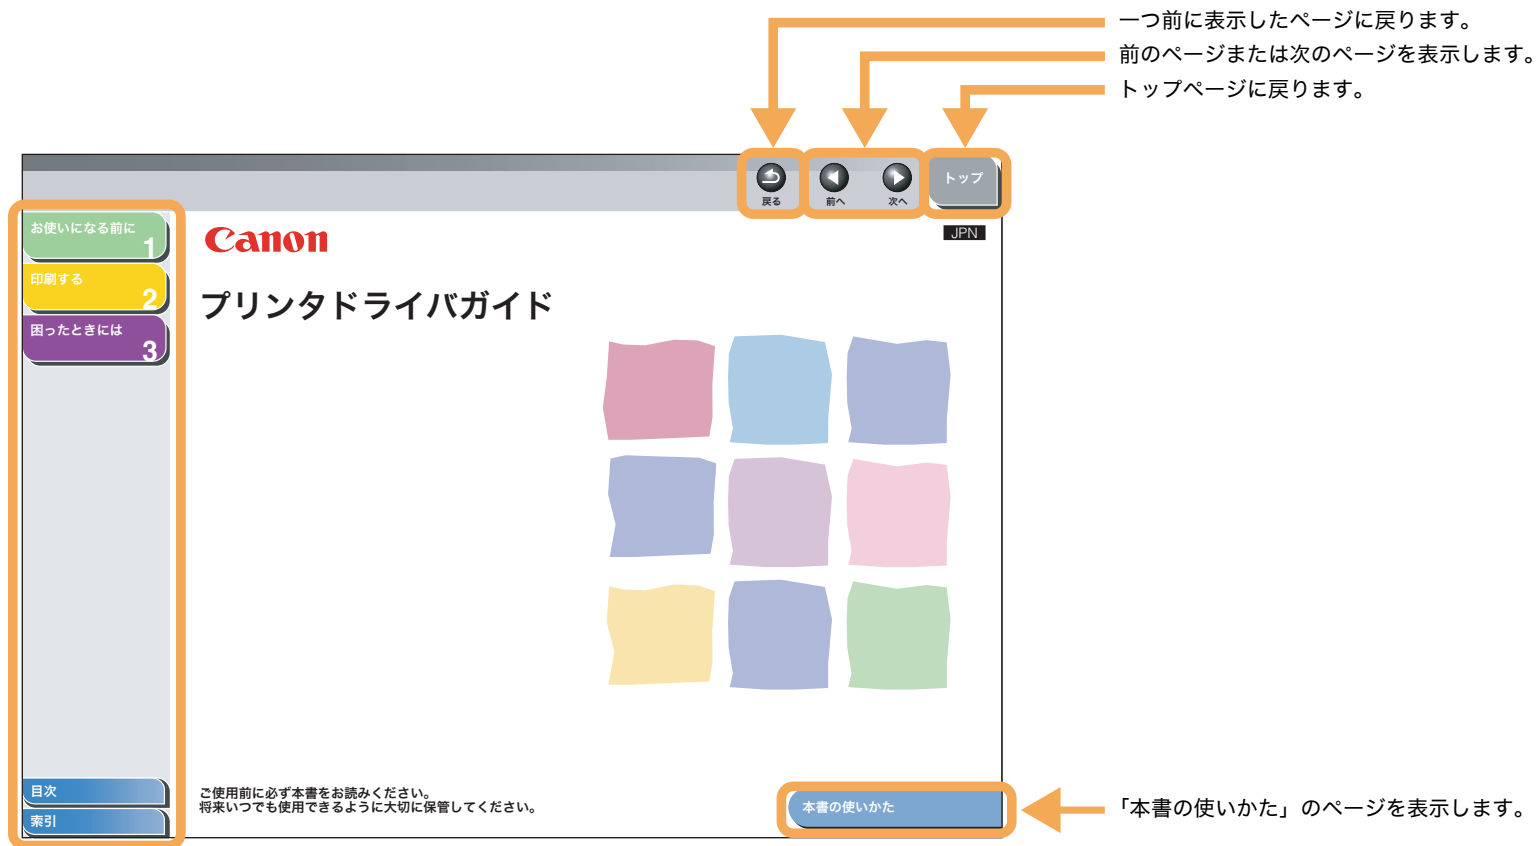 一つ前に表示したページに戻ります。
前のページまたは次のページを表示します。
トップページに戻ります。
戻る
前へ
次へ
トップ
お使いになる前に
1
印刷する
2
困ったときには
3
Canon
JPN
プリンタドライバガイド
目次
索引
ご使用前に必ず本書をお読みください。
将来いつでも使用できるように大切に保管してください。
本書の使いかた
「本書の使いかた」のページを表示します。